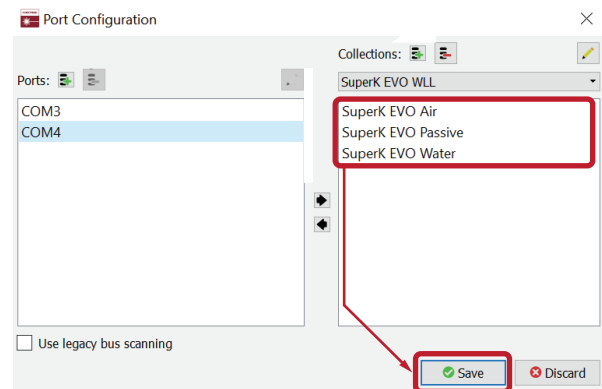 Port Configuration
Collections:
Ports:
SuperK EVO WLL
COM3
COM4
SuperK EVO Air
SuperK EVO Passive
SuperK EVO Water
Use legacy bus scanning
Save
Discard